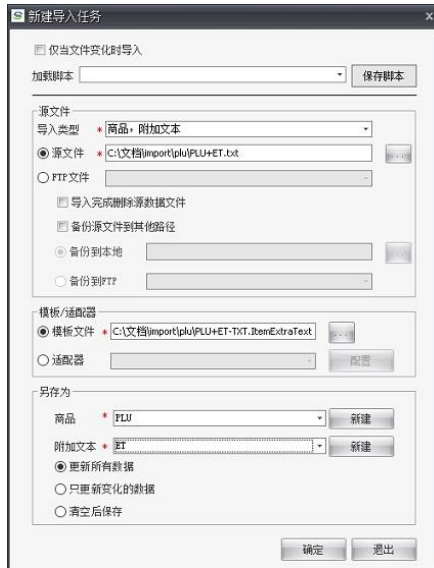 新建导入任务
仅当文件变化时导入
加载脚本 保存脚本
源文件
导入类型 * 商品，附加文本
源文件 * C:\文档\import\plu\PLU+ET.txt ...
FTP文件
导入完成删除源数据文件
备份源文件到其他路径
备份到本地 ...
备份到FTP
模板/适配器
模板文件 * C:\文档\import\plu\PLU+ET-TXT.ItemExtraText ...
适配器 配置
另存为
商品 * PLU 新建
附加文本 * ET 新建
更新所有数据
只更新变化的数据
清空后保存
确定 退出